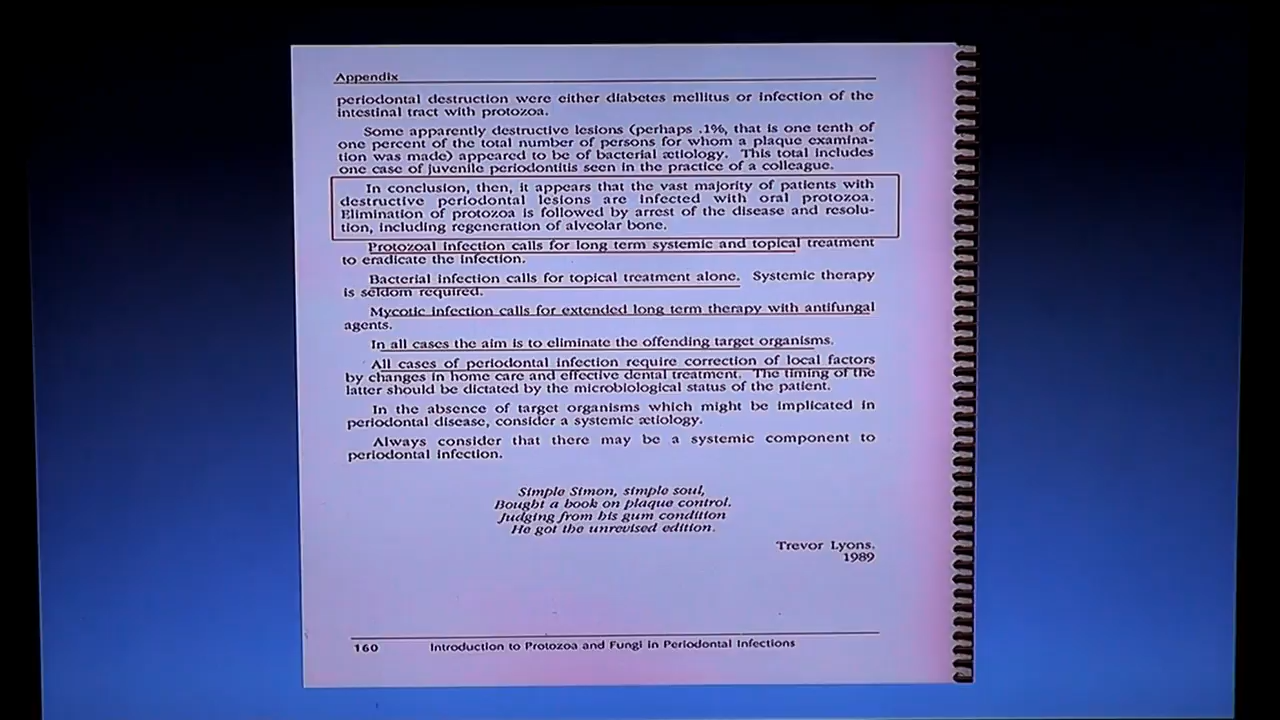 Appendix
periodontal destruction were either diabetes mellitus or infection of the
intestinal tract with protozoa.
Some apparently destructive lesions (perhaps .1%, that is one tenth of
one percent of the total number of persons for whom a plaque examina-
tion was made) appeared to be of bacterial ætiology. This total includes
one case of juvenile periodontitis seen in the practice of a colleague.
In conclusion, then, it appears that the vast majority of patients with
destructive periodontal lesions are infected with oral protozoa.
Elimination of protozoa is followed by arrest of the disease and resolu-
tion, including regeneration of alveolar bone.
Protozoal infection calls for long term systemic and topical treatment
to eradicate the infection.
Bacterial infection calls for topical treatment alone. Systemic therapy
is seldom required.
Mycotic infection calls for extended long term therapy with antifungal
agents.
In all cases the aim is to eliminate the offending target organisms.
All cases of periodontal infection require correction of local factors
by changes in home care and effective dental treatment. The timing of the
latter should be dictated by the microbiological status of the patient.
In the absence of target organisms which might be implicated in
periodontal disease, consider a systemic ætiology.
Always consider that there may be a systemic component to
periodontal infection.
Simple Simon, simple soul,
Bought a book on plaque control.
Judging from his gum condition
He got the unrevised edition.
Trevor Lyons.
1989
160 Introduction to Protozoa and Fungi in Periodontal Infections